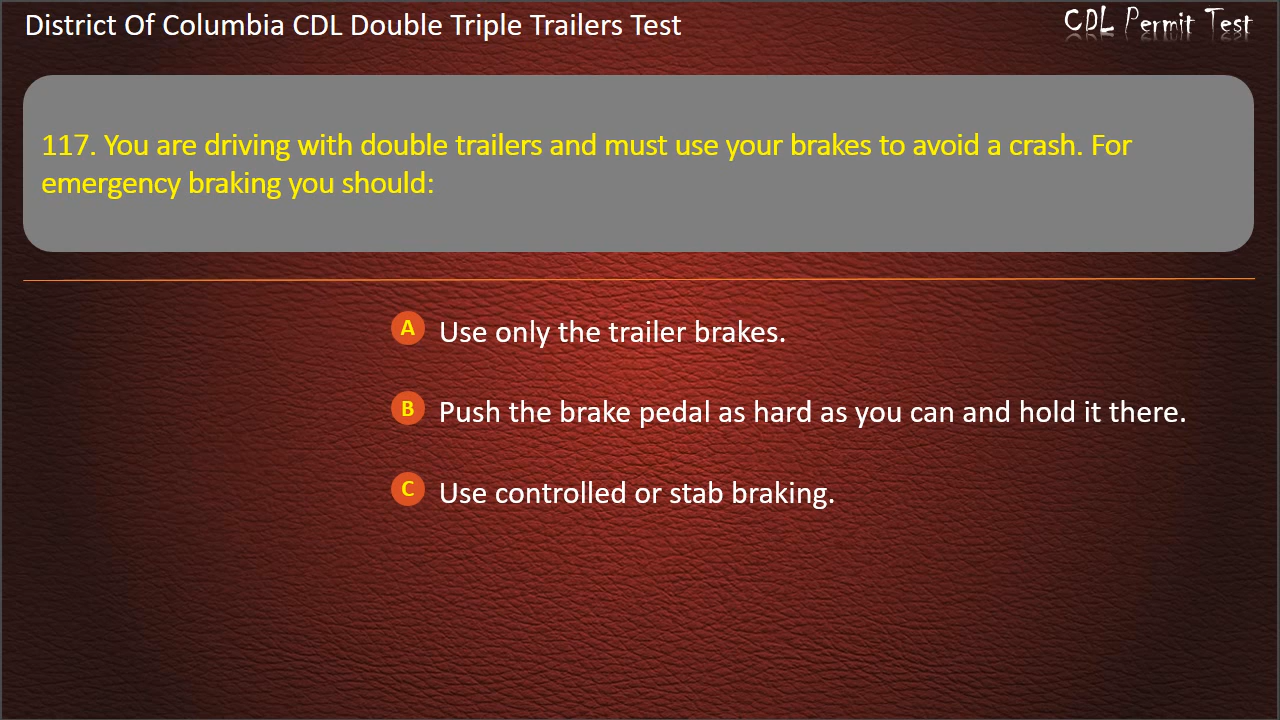 District Of Columbia CDL Double Triple Trailers Test
CDL Permit Test
117. You are driving with double trailers and must use your brakes to avoid a crash. For
emergency braking you should:
A Use only the trailer brakes.
B Push the brake pedal as hard as you can and hold it there.
C Use controlled or stab braking.